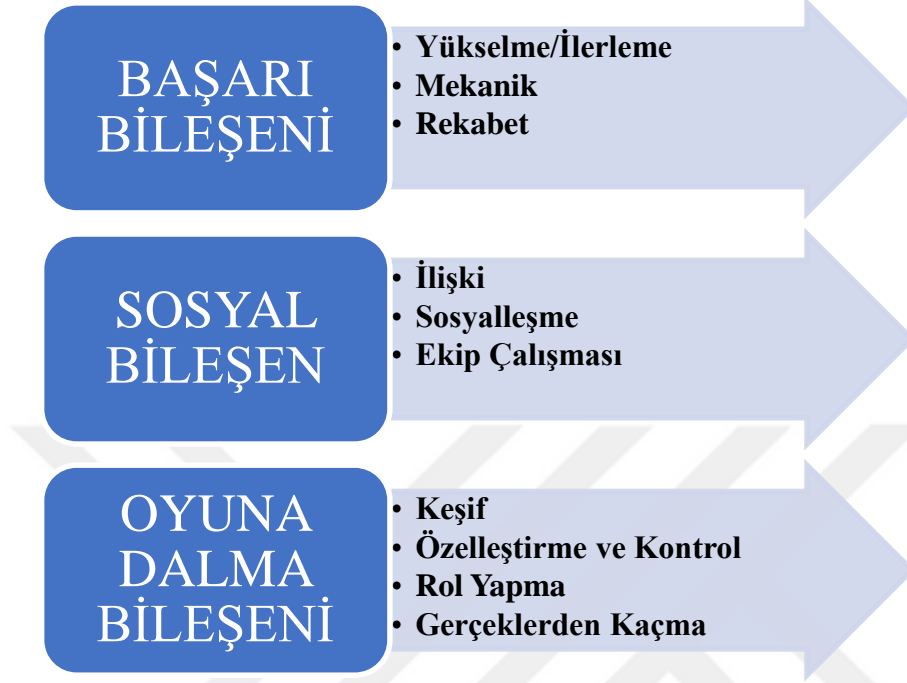 BAŞARI
BİLEŞENİ
• Yükselme/İlerleme
• Mekanik
• Rekabet
SOSYAL
BİLEŞEN
• İlişki
• Sosyalleşme
• Ekip Çalışması
OYUNA
DALMA
BİLEŞENİ
• Keşif
• Özelleştirme ve Kontrol
• Rol Yapma
• Gerçeklerden Kaçma